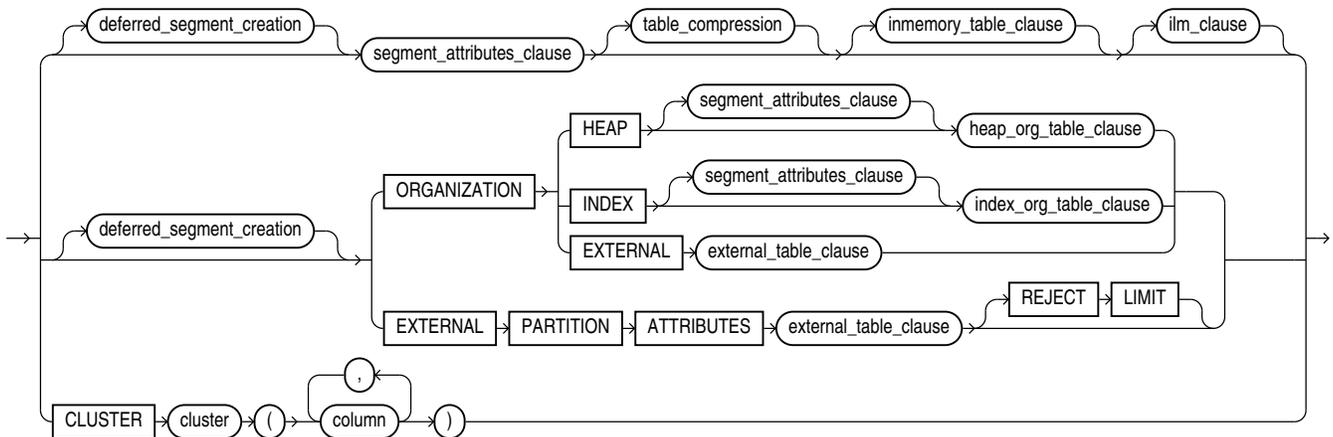 deferred_segment_creation table_compression inmemory_table_clause ilm_clause
segment_attributes_clause
segment_attributes_clause
HEAP heap_org_table_clause
segment_attributes_clause
ORGANIZATION
INDEX index_org_table_clause
deferred_segment_creation
EXTERNAL external_table_clause
REJECT LIMIT
EXTERNAL PARTITION ATTRIBUTES external_table_clause
,
CLUSTER cluster ( column )